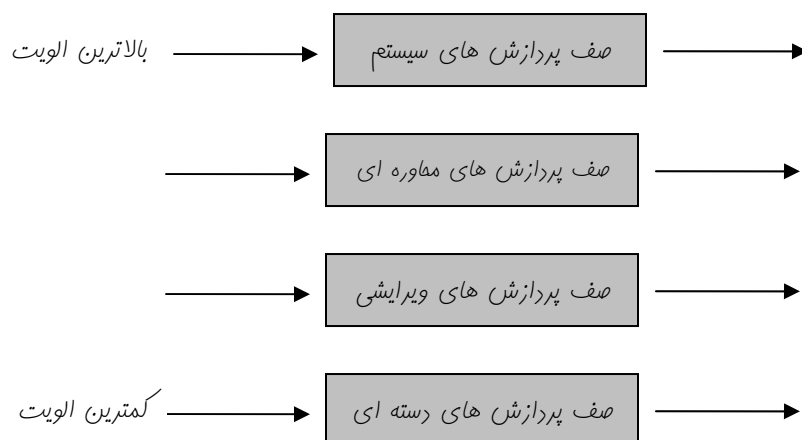 بالاترین الویت
صف پردازش های سیستم
صف پردازش های محاوره ای
صف پردازش های ویرایشی
کمترین الویت
صف پردازش های دسته ای